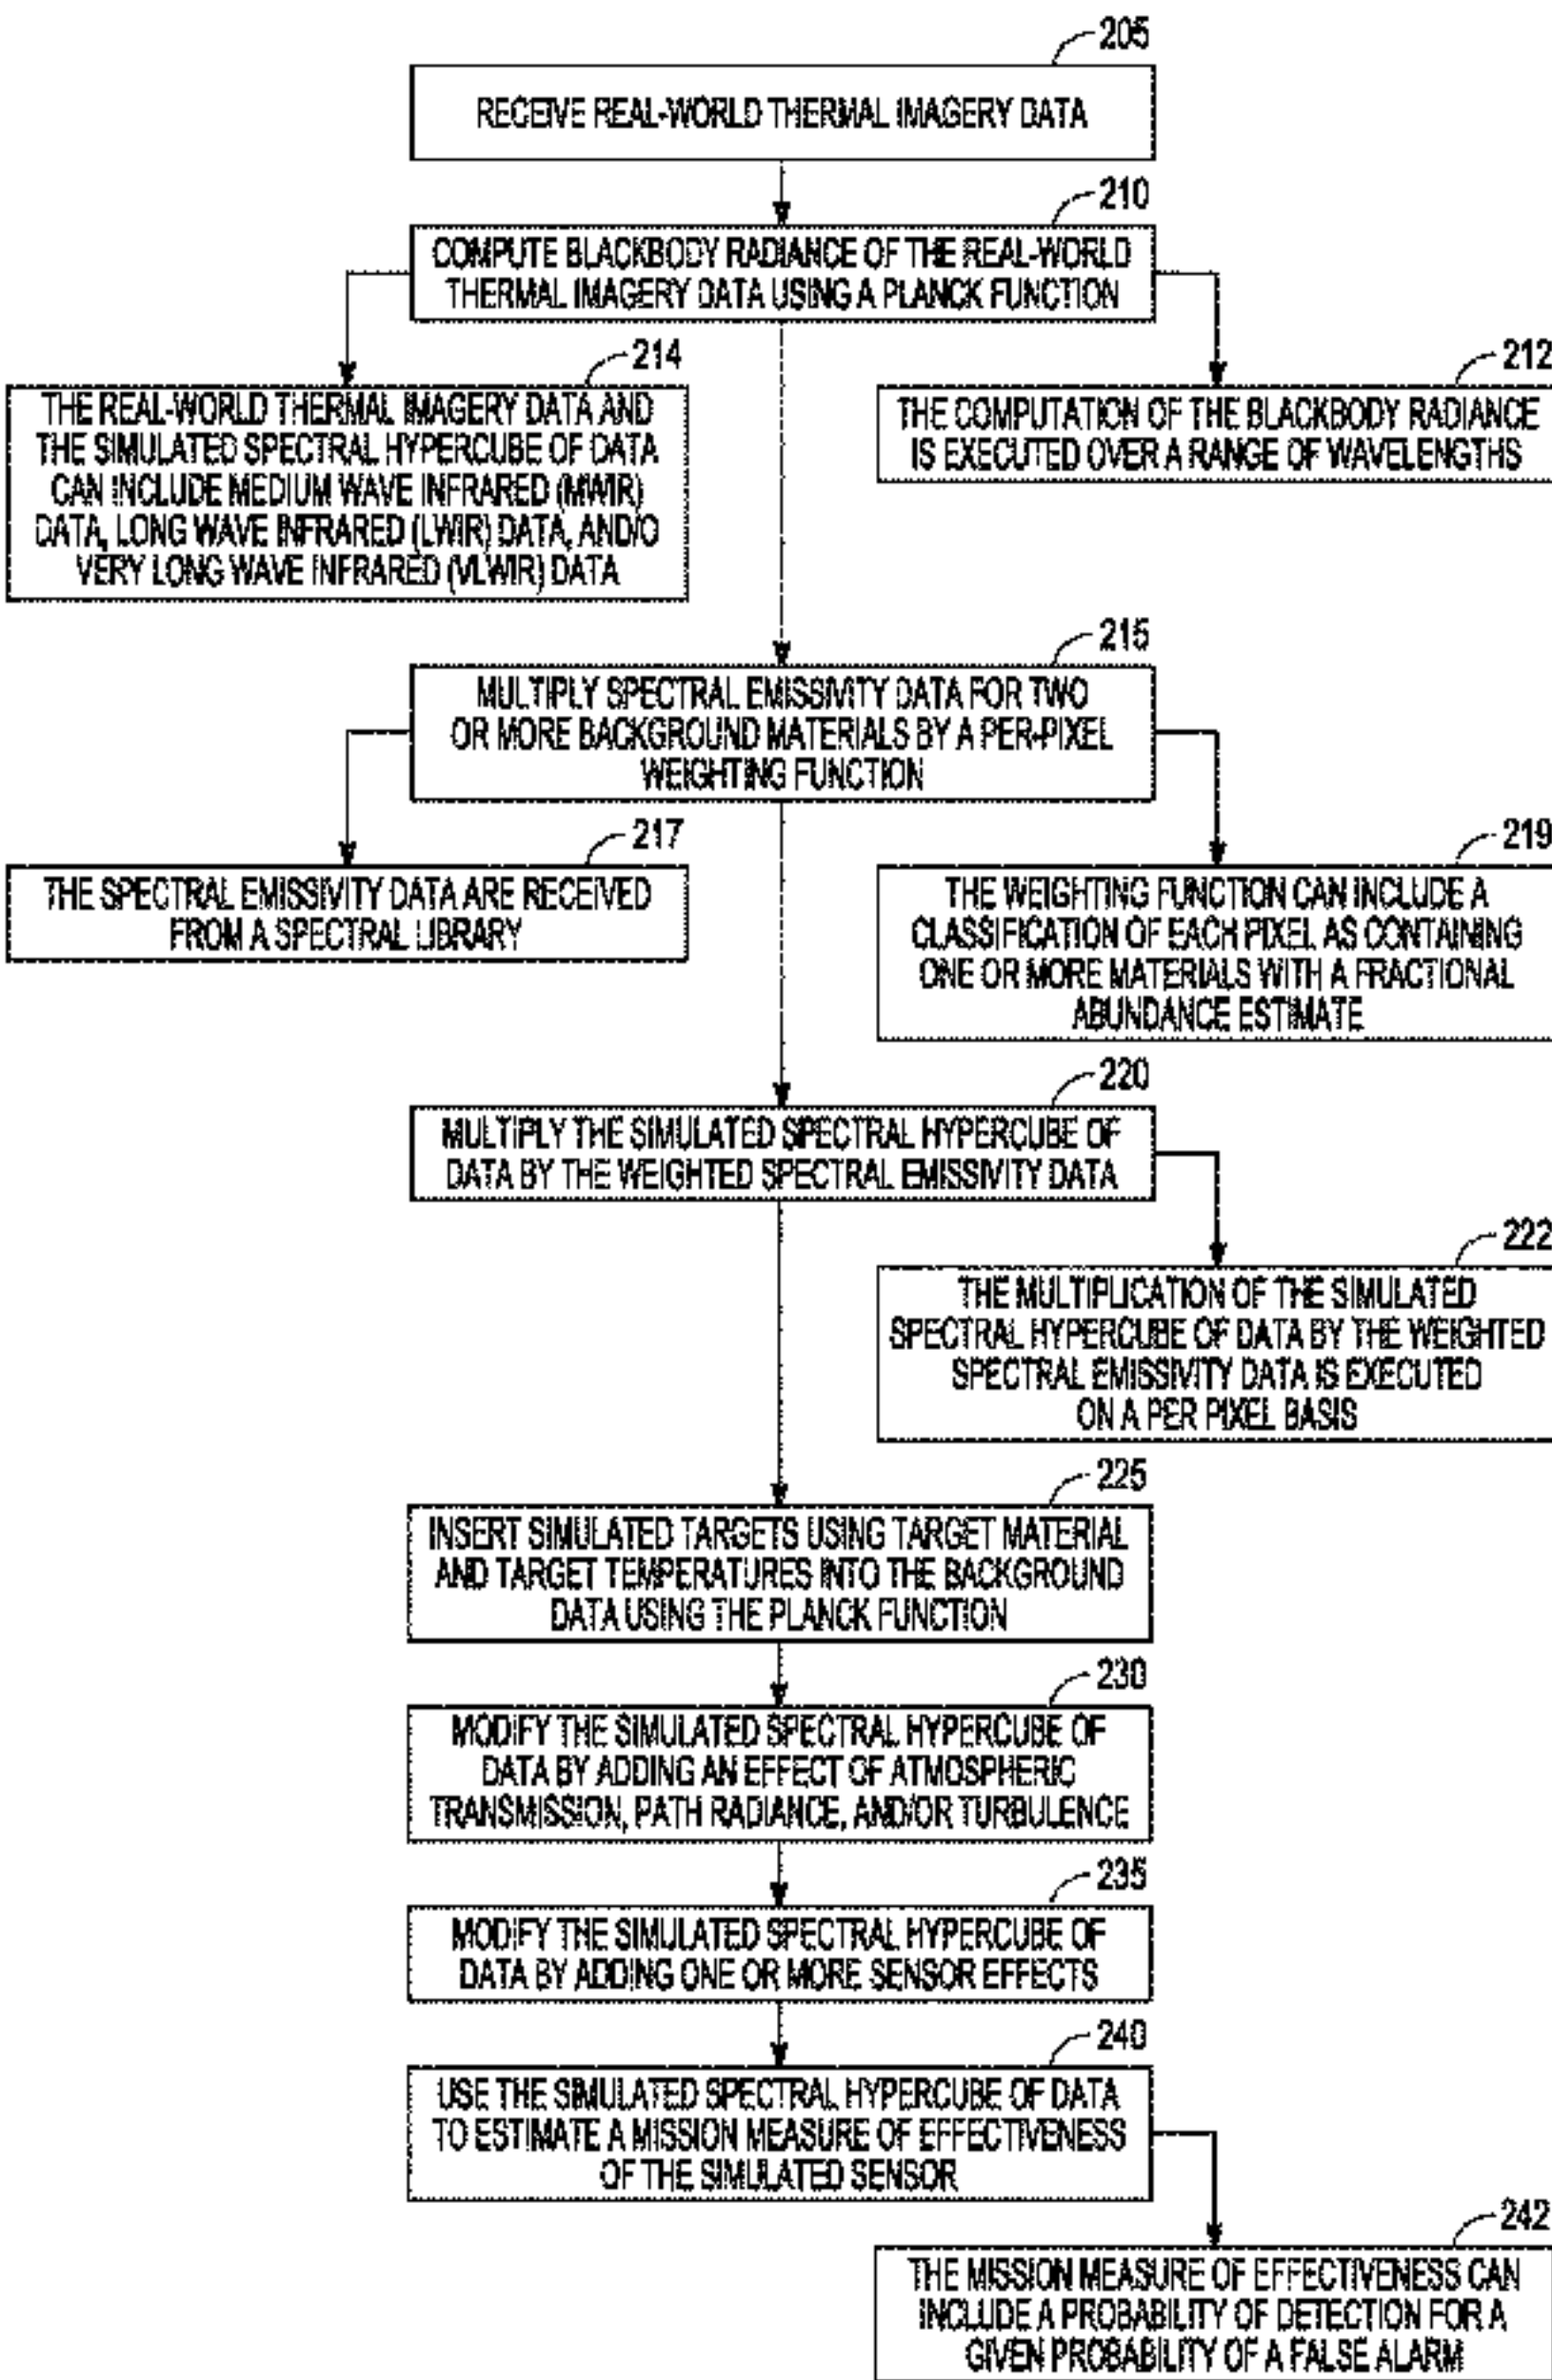 205
RECEIVE REAL-WORLD THERMAL IMAGERY DATA
210
COMPUTE BLACKBODY RADIANCE OF THE REAL-WORLD
THERMAL IMAGERY DATA USING A PLANCK FUNCTION
214
THE REAL-WORLD THERMAL IMAGERY DATA AND
THE SIMULATED SPECTRAL HYPERCUBE OF DATA
CAN INCLUDE MEDIUM WAVE INFRARED (MWIR)
DATA, LONG WAVE INFRARED (LWIR) DATA, AND/O
VERY LONG WAVE INFRARED (VLWIR) DATA
212
THE COMPUTATION OF THE BLACKBODY RADIANCE
IS EXECUTED OVER A RANGE OF WAVELENGTHS
215
MULTIPLY SPECTRAL EMISSIVITY DATA FOR TWO
OR MORE BACKGROUND MATERIALS BY A PER-PIXEL
WEIGHTING FUNCTION
217
THE SPECTRAL EMISSIVITY DATA ARE RECEIVED
FROM A SPECTRAL LIBRARY
219
THE WEIGHTING FUNCTION CAN INCLUDE A
CLASSIFICATION OF EACH PIXEL AS CONTAINING
ONE OR MORE MATERIALS WITH A FRACTIONAL
ABUNDANCE ESTIMATE
220
MULTIPLY THE SIMULATED SPECTRAL HYPERCUBE OF
DATA BY THE WEIGHTED SPECTRAL EMISSIVITY DATA
222
THE MULTIPLICATION OF THE SIMULATED
SPECTRAL HYPERCUBE OF DATA BY THE WEIGHTED
SPECTRAL EMISSIVITY DATA IS EXECUTED
ON A PER PIXEL BASIS
225
INSERT SIMULATED TARGETS USING TARGET MATERIAL
AND TARGET TEMPERATURES INTO THE BACKGROUND
DATA USING THE PLANCK FUNCTION
230
MODIFY THE SIMULATED SPECTRAL HYPERCUBE OF
DATA BY ADDING AN EFFECT OF ATMOSPHERIC
TRANSMISSION, PATH RADIANCE, AND/OR TURBULENCE
235
MODIFY THE SIMULATED SPECTRAL HYPERCUBE OF
DATA BY ADDING ONE OR MORE SENSOR EFFECTS
240
USE THE SIMULATED SPECTRAL HYPERCUBE OF DATA
TO ESTIMATE A MISSION MEASURE OF EFFECTIVENESS
OF THE SIMULATED SENSOR
242
THE MISSION MEASURE OF EFFECTIVENESS CAN
INCLUDE A PROBABILITY OF DETECTION FOR A
GIVEN PROBABILITY OF A FALSE ALARM